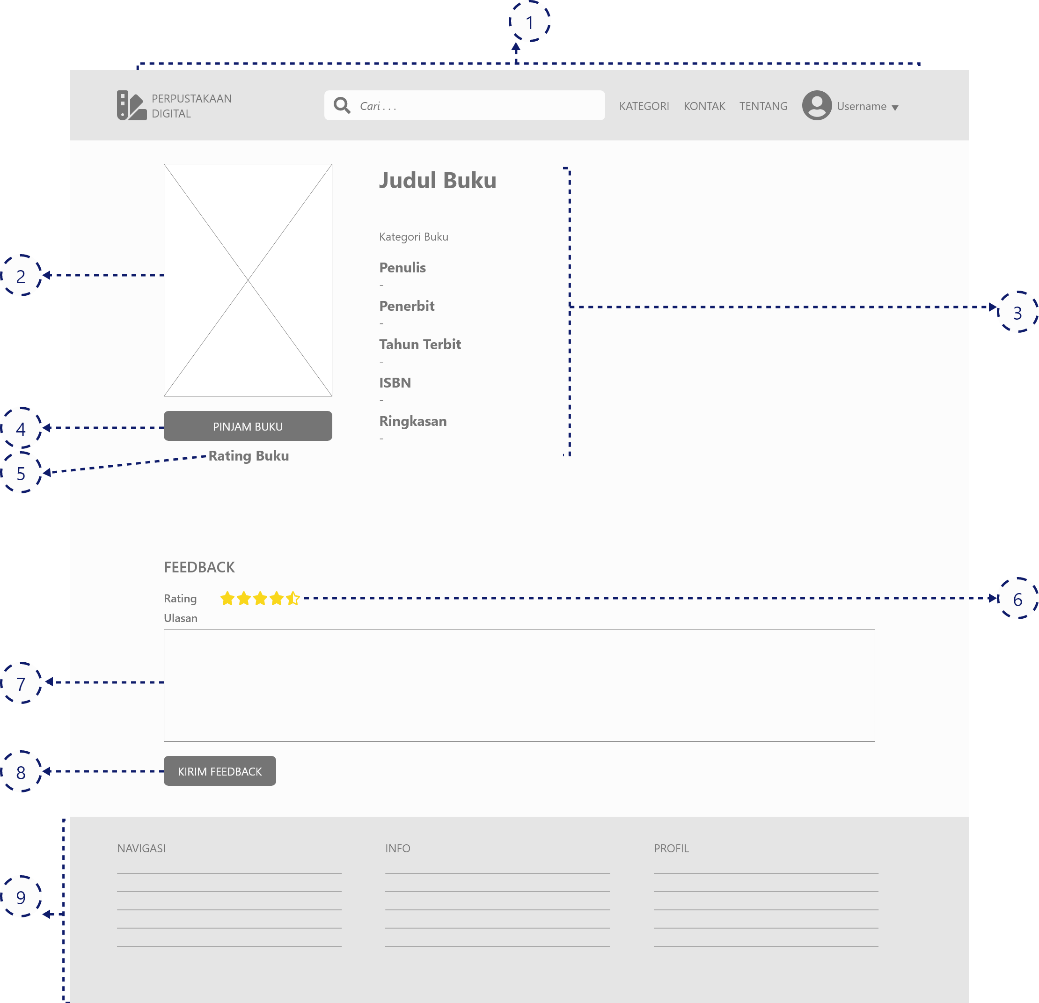 1
PERPUSTAKAAN
DIGITAL
Cari . . .
KATEGORI
KONTAK
TENTANG
Username
Judul Buku
Kategori Buku
2
Penulis
-
Penerbit
-
3
Tahun Terbit
-
ISBN
-
Ringkasan
-
4
PINJAM BUKU
5
Rating Buku
FEEDBACK
Rating
6
Ulasan
7
8
KIRIM FEEDBACK
9
NAVIGASI
INFO
PROFIL